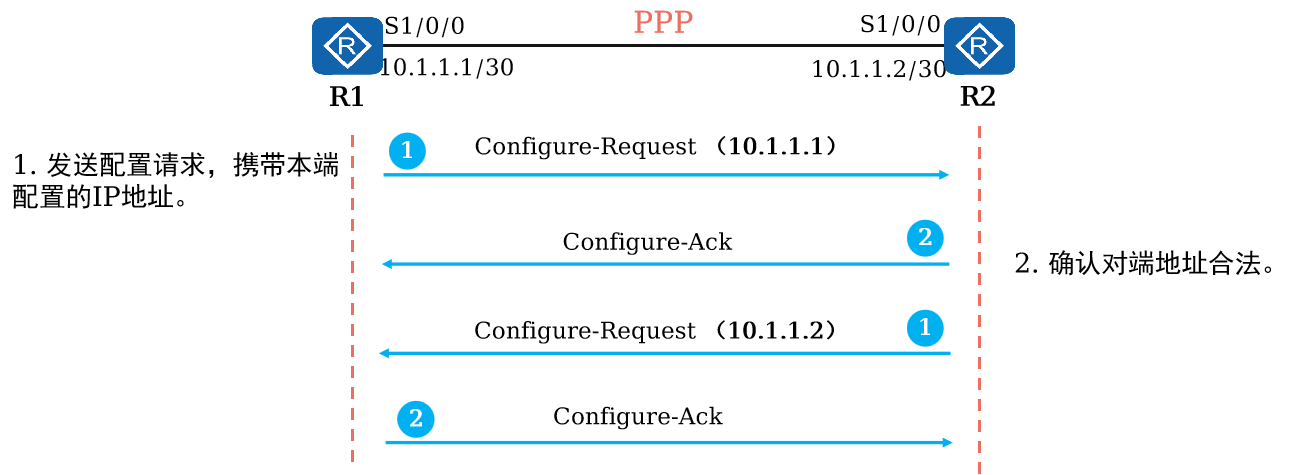 PPP
S1/0/0
S1/0/0
R
R
10.1.1.1/30
10.1.1.2/30
R1
R2
1
Configure-Request （10.1.1.1）
1. 发送配置请求，携带本端
配置的IP地址。
Configure-Ack
2
2. 确认对端地址合法。
Configure-Request （10.1.1.2）
1
2
Configure-Ack